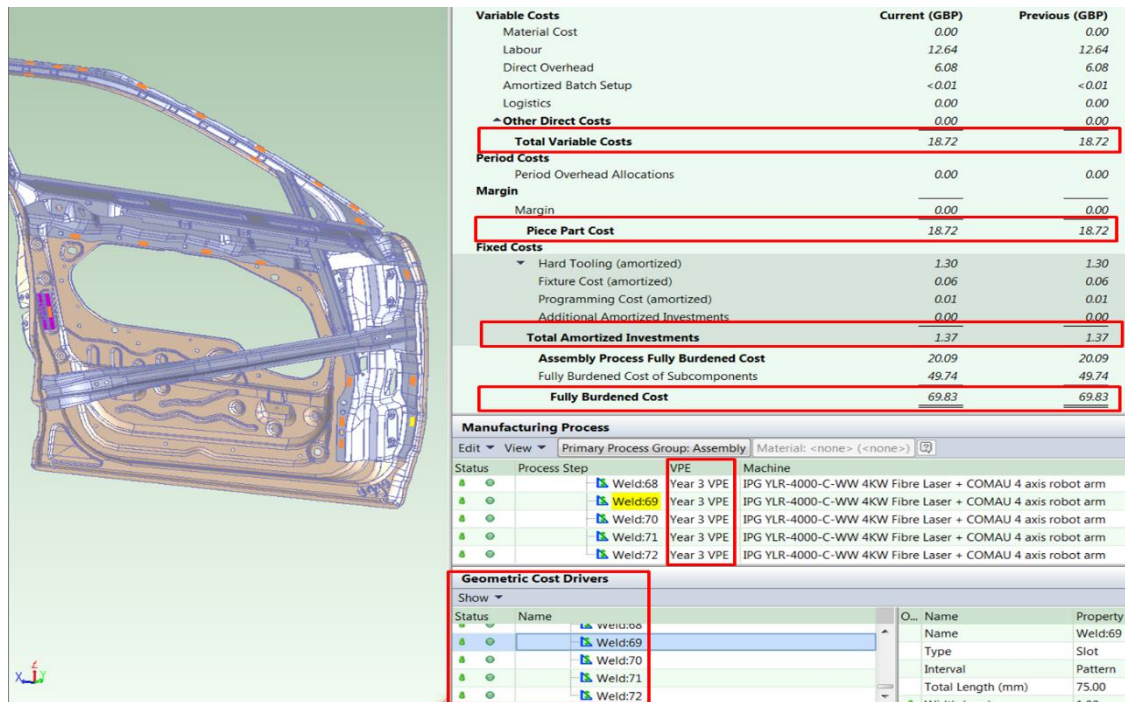 Variable Costs Current (GBP) Previous (GBP)
Material Cost 0.00 0.00
Labour 12.64 12.64
Direct Overhead 6.08 6.08
Amortized Batch Setup <0.01 <0.01
Logistics 0.00 0.00
Other Direct Costs 0.00 0.00
Total Variable Costs 18.72 18.72
Period Costs
Period Overhead Allocations 0.00 0.00
Margin
Margin 0.00 0.00
Piece Part Cost 18.72 18.72
Fixed Costs
Hard Tooling (amortized) 1.30 1.30
Fixture Cost (amortized) 0.06 0.06
Programming Cost (amortized) 0.01 0.01
Additional Amortized Investments 0.00 0.00
Total Amortized Investments 1.37 1.37
Assembly Process Fully Burdened Cost 20.09 20.09
Fully Burdened Cost of Subcomponents 49.74 49.74
Fully Burdened Cost 69.83 69.83
Manufacturing Process
Edit View Primary Process Group: Assembly Material: <none> (<none>) ?
Status Process Step VPE Machine
Weld:68 Year 3 VPE IPG YLR-4000-C-WW 4KW Fibre Laser + COMAU 4 axis robot arm
Weld:69 Year 3 VPE IPG YLR-4000-C-WW 4KW Fibre Laser + COMAU 4 axis robot arm
Weld:70 Year 3 VPE IPG YLR-4000-C-WW 4KW Fibre Laser + COMAU 4 axis robot arm
Weld:71 Year 3 VPE IPG YLR-4000-C-WW 4KW Fibre Laser + COMAU 4 axis robot arm
Weld:72 Year 3 VPE IPG YLR-4000-C-WW 4KW Fibre Laser + COMAU 4 axis robot arm
Geometric Cost Drivers
Show
Status Name O... Name Property
Weld:68 Name Weld:69
Weld:69 Type Slot
Weld:70 Interval Pattern
Weld:71 Total Length (mm) 75.00
Weld:72
X Z Y